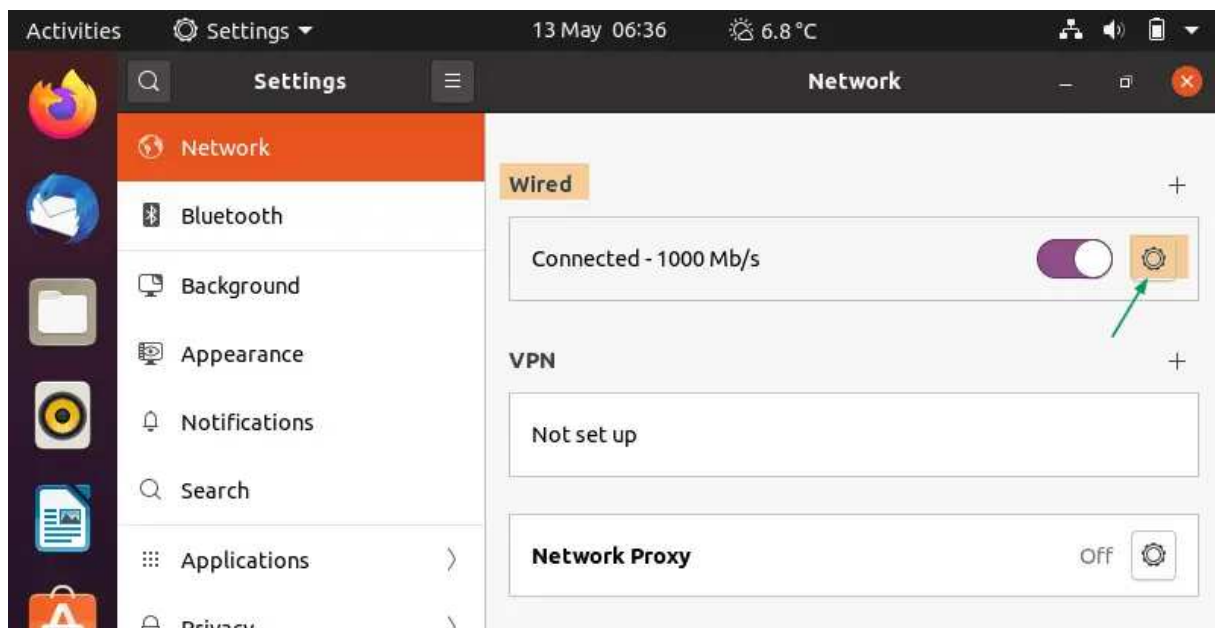 Activities Settings 13 May 06:36 6.8 °C
Settings Network
Network
Bluetooth
Background
Appearance
Notifications
Search
Applications
Privacy
Wired
Connected - 1000 Mb/s
VPN
Not set up
Network Proxy Off